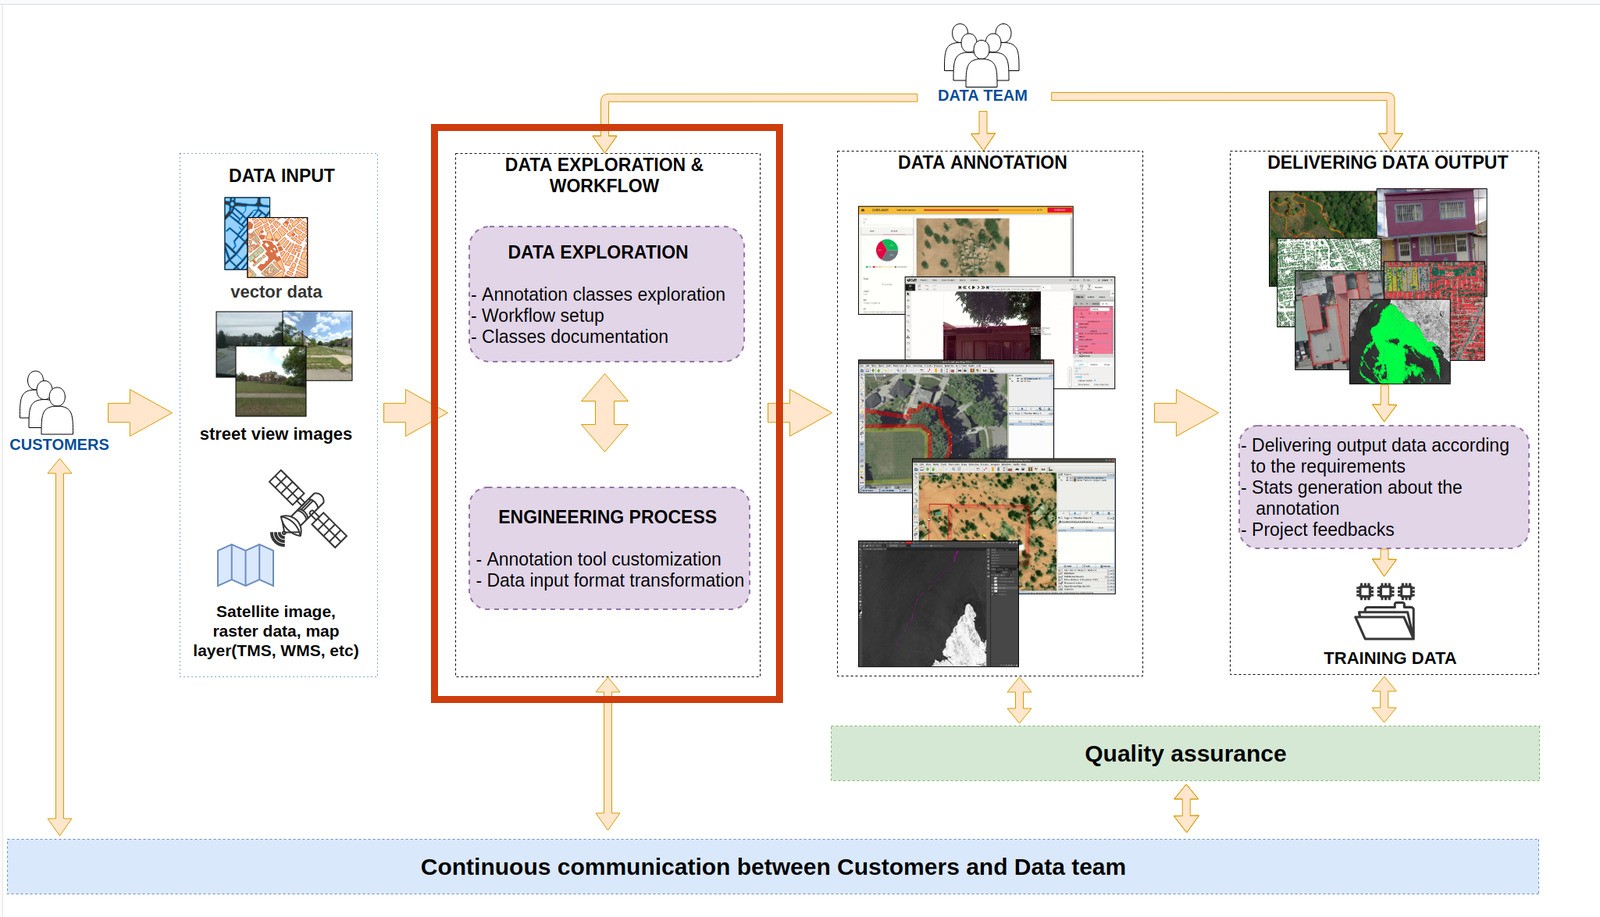 DATA TEAM
CUSTOMERS
DATA INPUT
vector data
street view images
Satellite image,
raster data, map
layer(TMS, WMS, etc)
DATA EXPLORATION &
WORKFLOW
DATA EXPLORATION
- Annotation classes exploration
- Workflow setup
- Classes documentation
ENGINEERING PROCESS
- Annotation tool customization
- Data input format transformation
DATA ANNOTATION
DELIVERING DATA OUTPUT
- Delivering output data according
to the requirements
- Stats generation about the
annotation
- Project feedbacks
TRAINING DATA
Quality assurance
Continuous communication between Customers and Data team